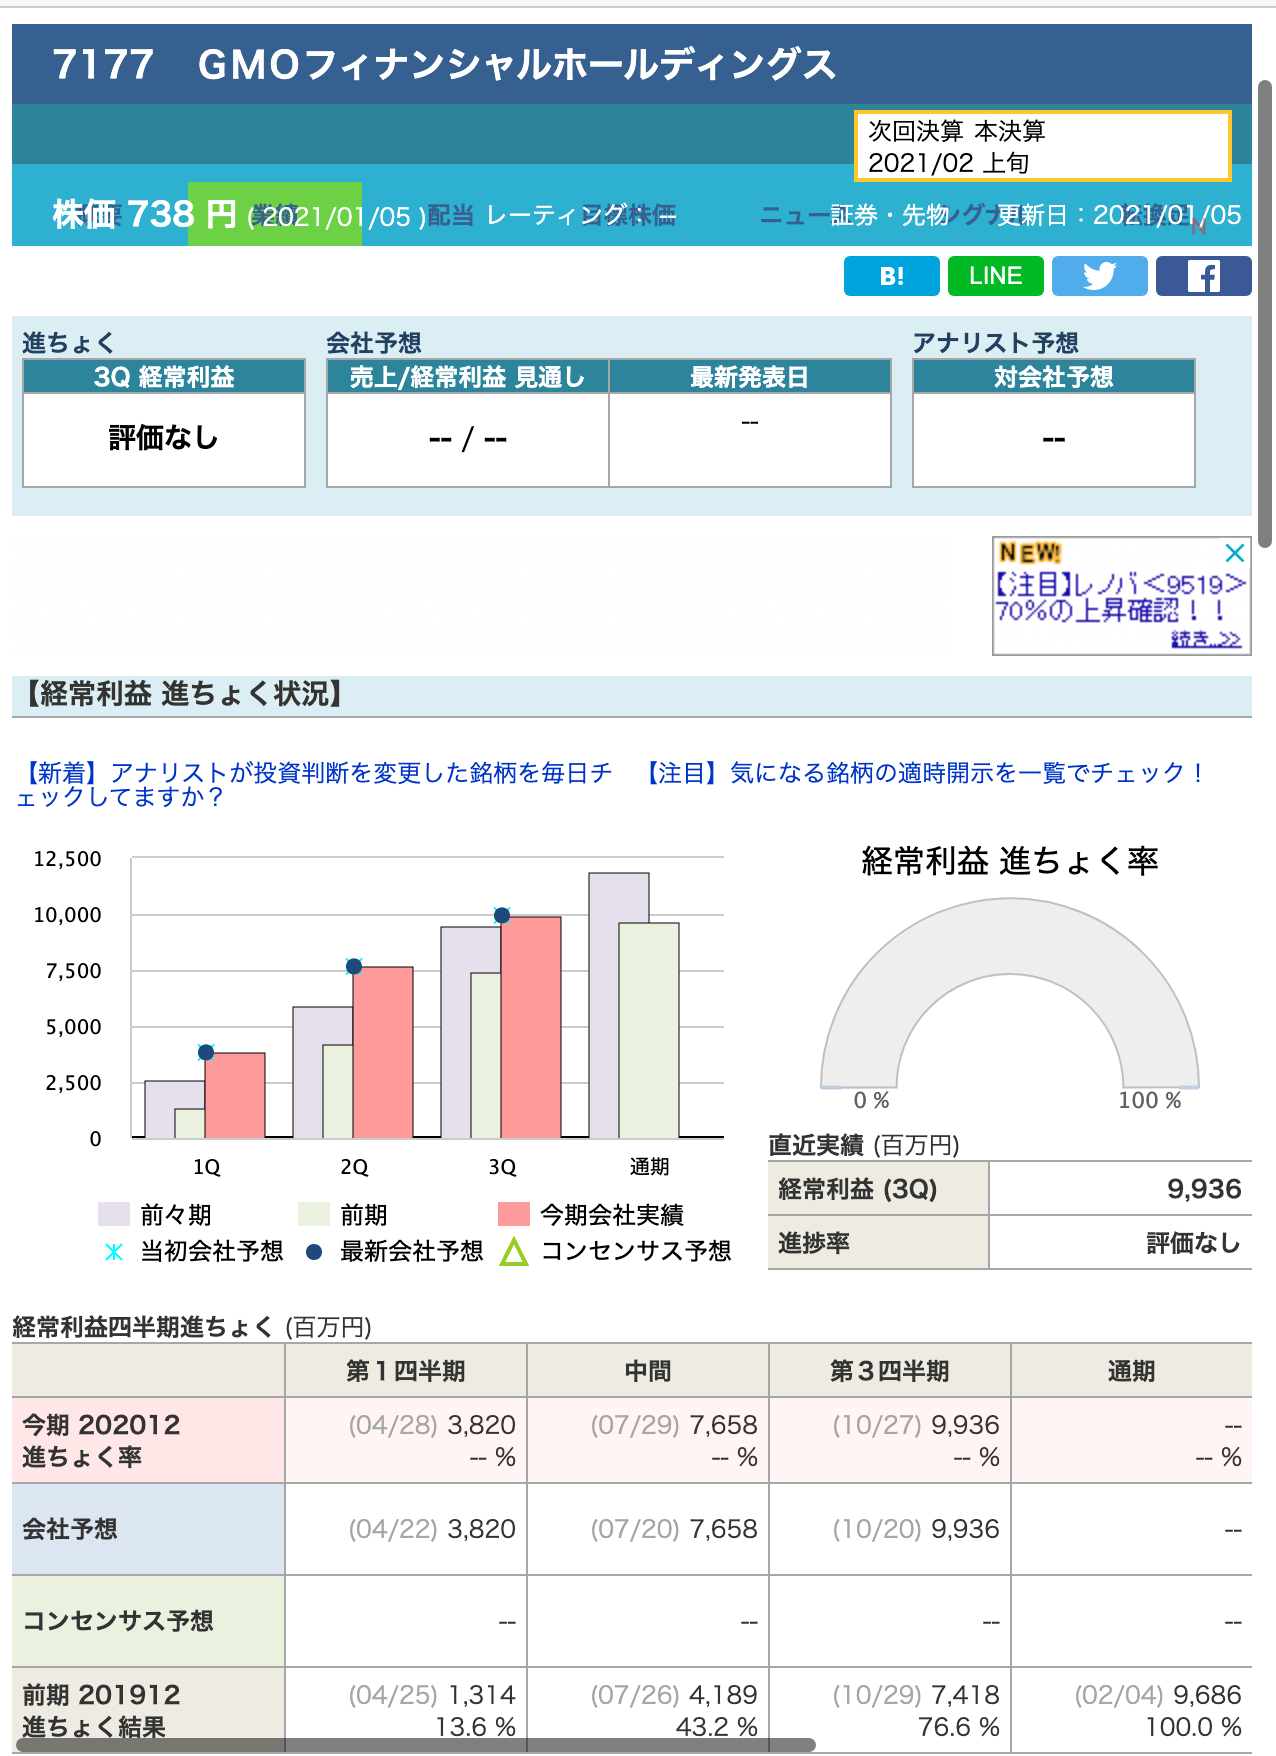 7177 GMOフィナンシャルホールディングス
次回決算 本決算
2021/02 上旬
株価 738 円 ( 2021/01/05 ) レーティング： -- 証券・先物 更新日：2021/01/05
業績 配当 目標株価
B! LINE
進ちょく 会社予想 アナリスト予想
3Q 経常利益 売上/経常利益 見通し 最新発表日 対会社予想
評価なし -- / -- -- --
NEW!
【注目】レノバ＜9519＞
70%の上昇確認！！
続き...>>
【経常利益 進ちょく状況】
【新着】アナリストが投資判断を変更した銘柄を毎日チ
ェックしてますか？
【注目】気になる銘柄の適時開示を一覧でチェック！
経常利益 進ちょく率
12,500
10,000
7,500
5,000
2,500
0
1Q 2Q 3Q 通期
前々期 前期 今期会社実績
当初会社予想 最新会社予想 コンセンサス予想
0 % 100 %
直近実績 (百万円)
経常利益 (3Q) 9,936
進捗率 評価なし
経常利益四半期進ちょく (百万円)
第１四半期 中間 第３四半期 通期
今期 202012 (04/28) 3,820 (07/29) 7,658 (10/27) 9,936 --
進ちょく率 -- % -- % -- % -- %
会社予想 (04/22) 3,820 (07/20) 7,658 (10/20) 9,936 --
コンセンサス予想 -- -- -- --
前期 201912 (04/25) 1,314 (07/26) 4,189 (10/29) 7,418 (02/04) 9,686
進ちょく結果 13.6 % 43.2 % 76.6 % 100.0 %